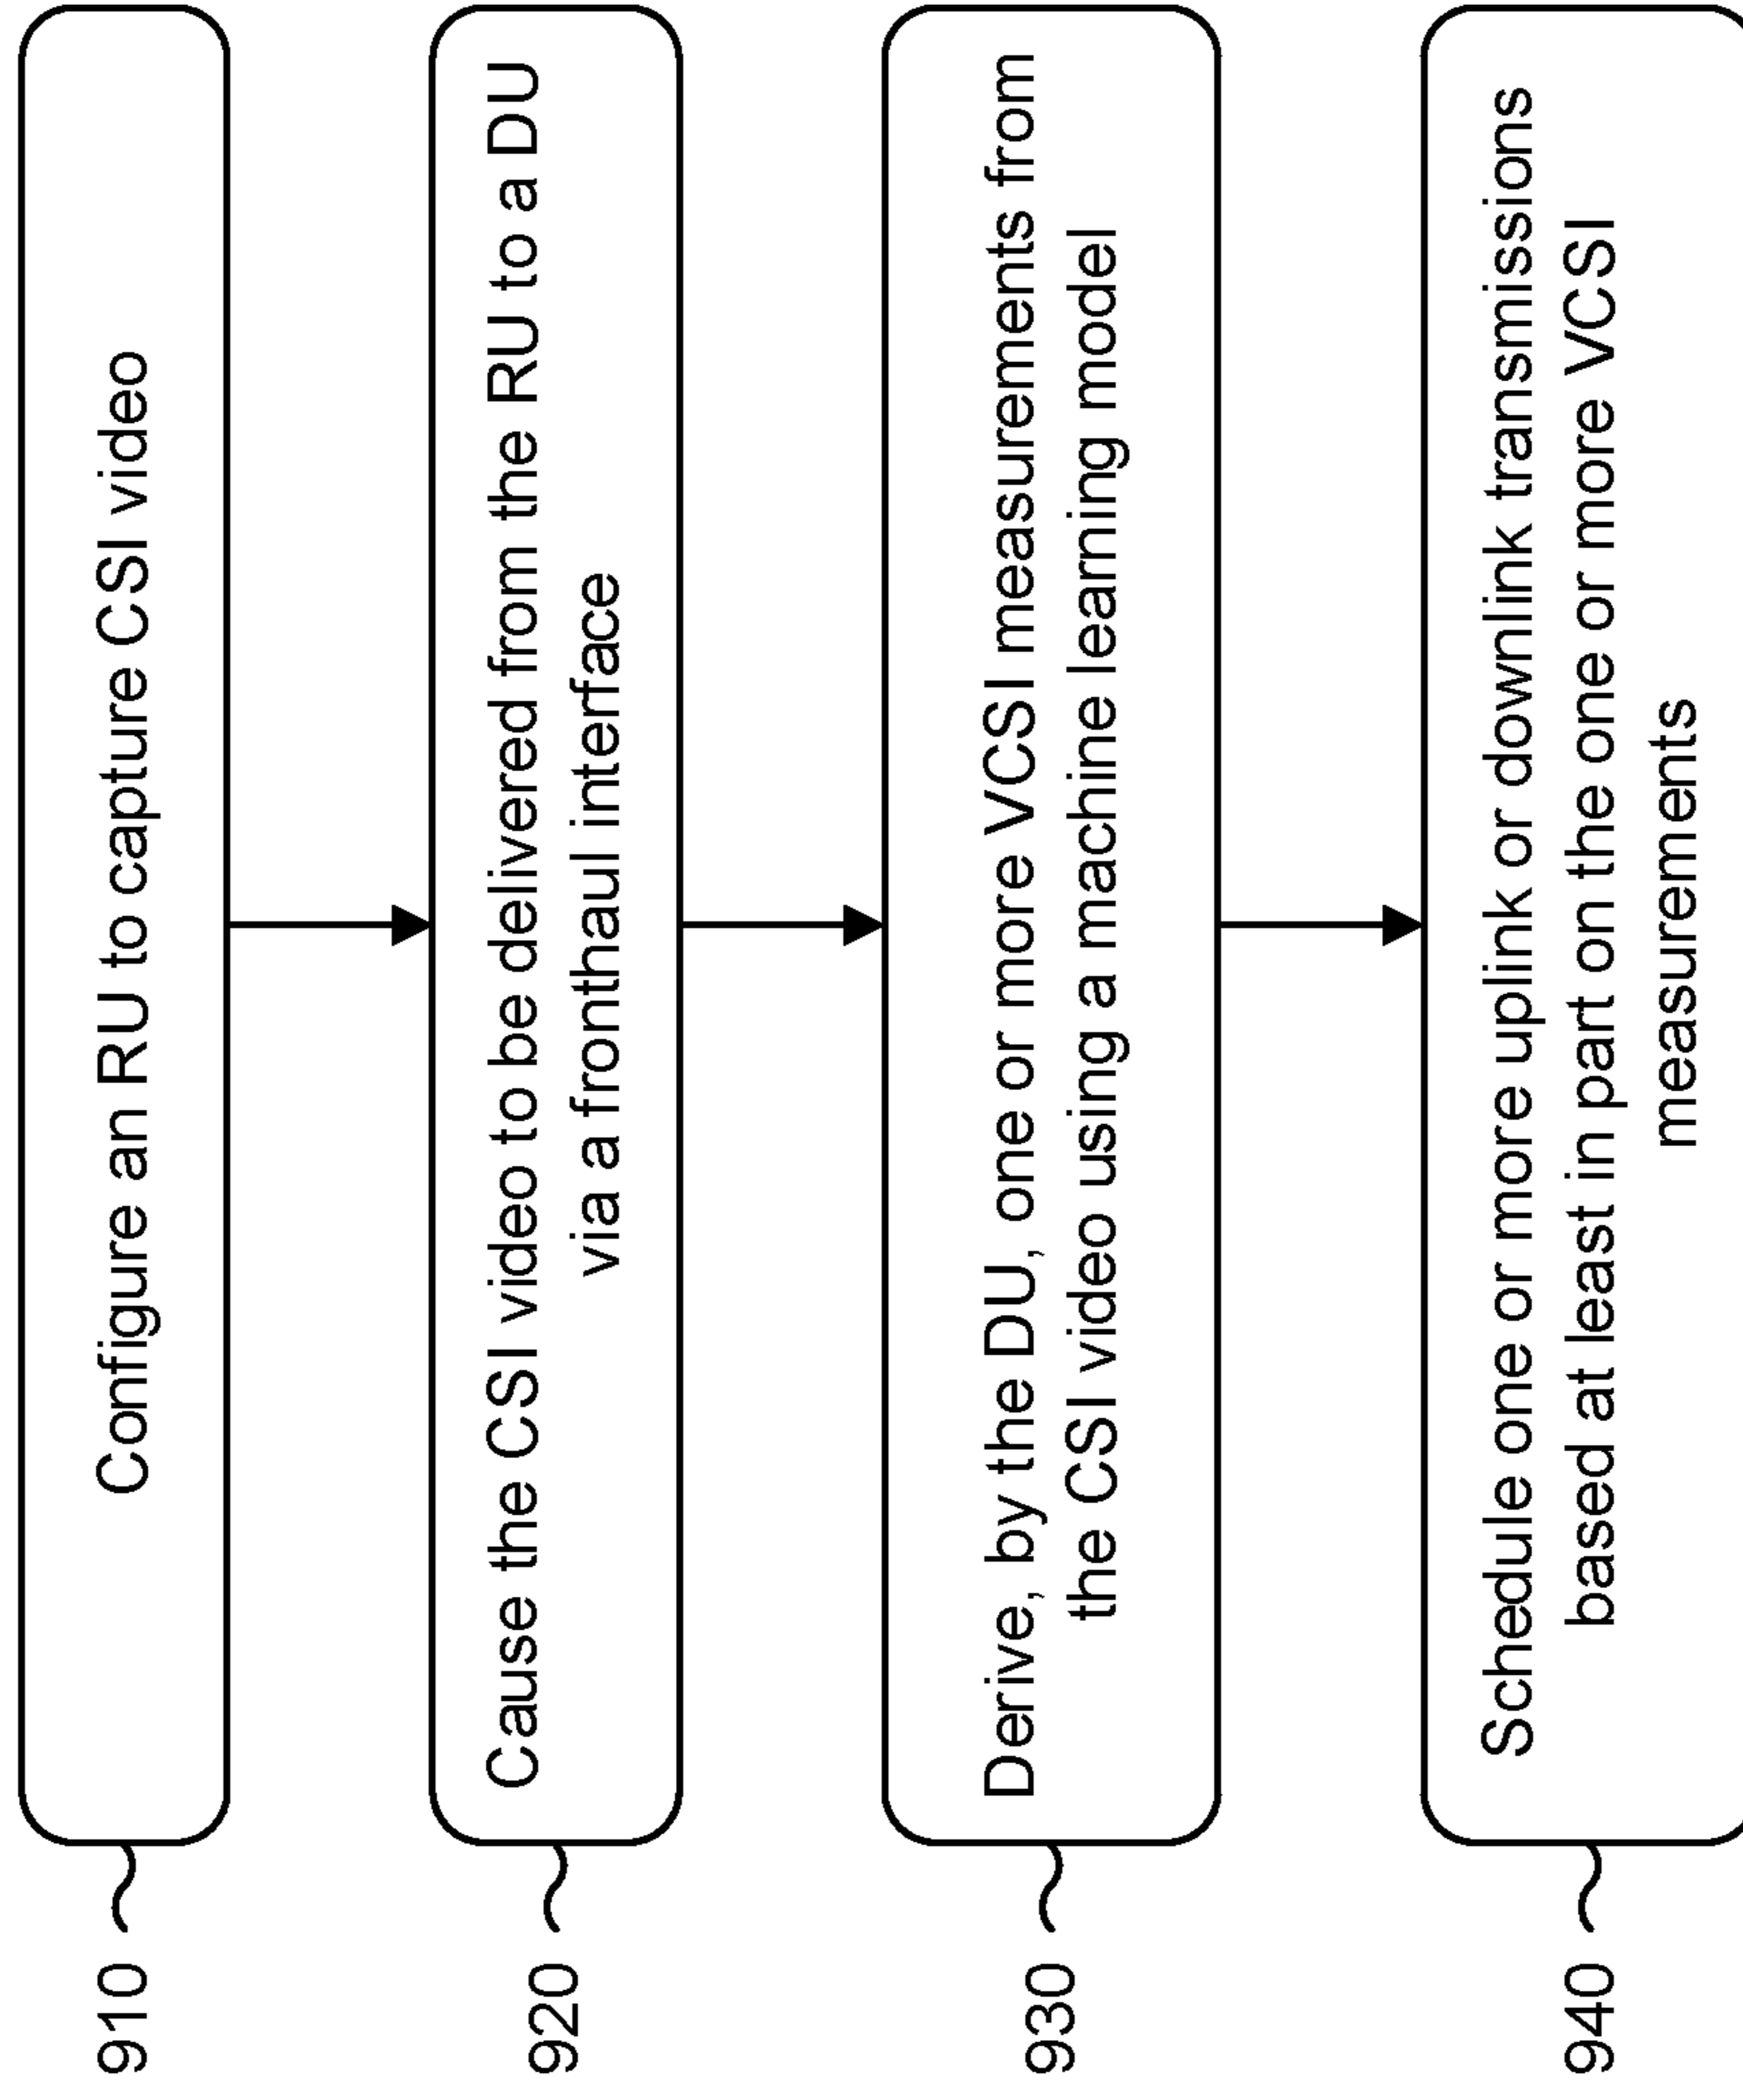 910
Configure an RU to capture CSI video
920
Cause the CSI video to be delivered from the RU to a DU
via a fronthaul interface
930
Derive, by the DU, one or more VCSI measurements from
the CSI video using a machine learning model
940
Schedule one or more uplink or downlink transmissions
based at least in part on the one or more VCSI
measurements